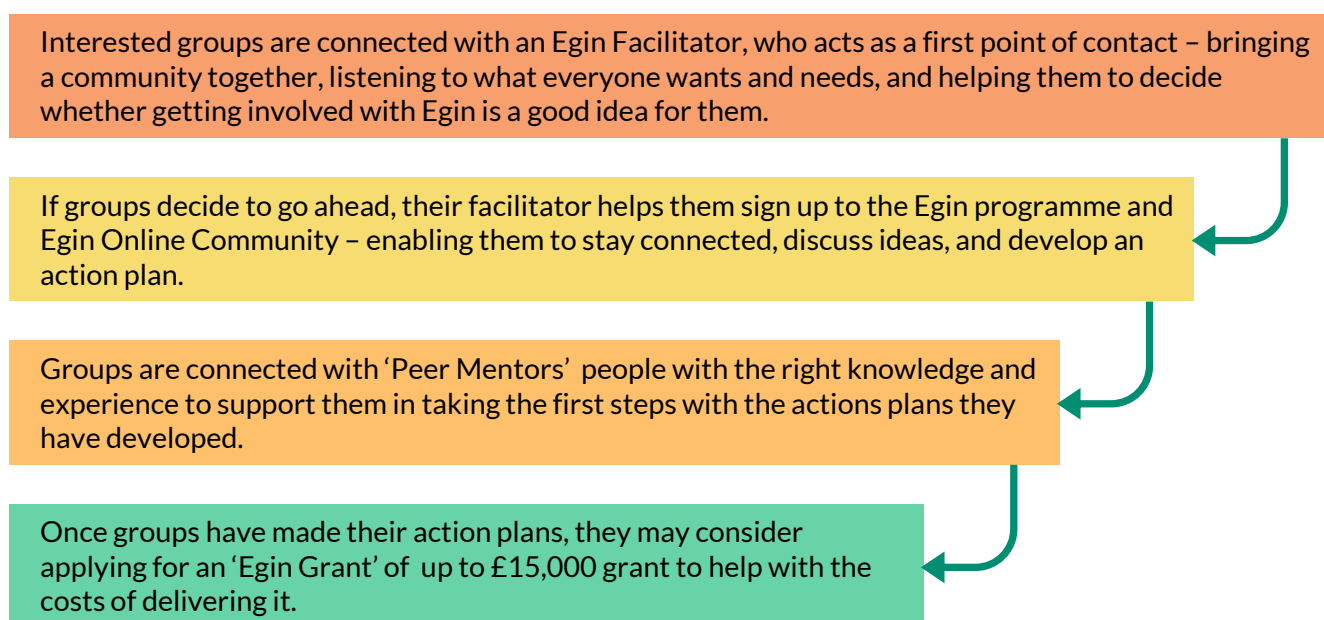 Interested groups are connected with an Egin Facilitator, who acts as a first point of contact – bringing
a community together, listening to what everyone wants and needs, and helping them to decide
whether getting involved with Egin is a good idea for them.
If groups decide to go ahead, their facilitator helps them sign up to the Egin programme and
Egin Online Community – enabling them to stay connected, discuss ideas, and develop an
action plan.
Groups are connected with ‘Peer Mentors’ people with the right knowledge and
experience to support them in taking the first steps with the actions plans they
have developed.
Once groups have made their action plans, they may consider
applying for an ‘Egin Grant’ of up to £15,000 grant to help with the
costs of delivering it.